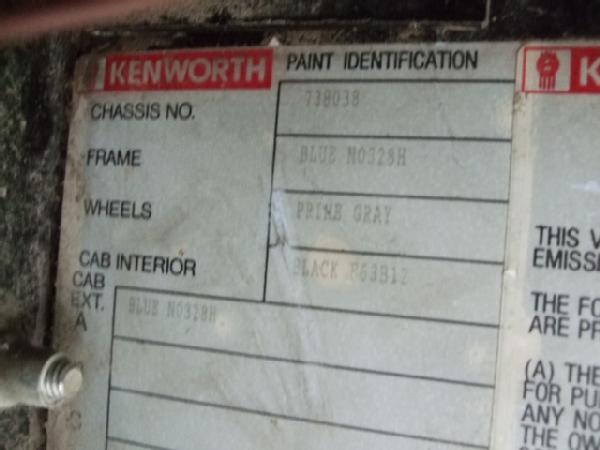 KENWORTH PAINT IDENTIFICATION
CHASSIS NO. 738038
FRAME BLUE N0328H
WHEELS PRIME GRAY
CAB INTERIOR BLACK F63B12
CAB
EXT.
A BLUE N0328H
K
THIS V
EMISS
THE FO
ARE PR
(A) THE
FOR PU
ANY NO
THE OW